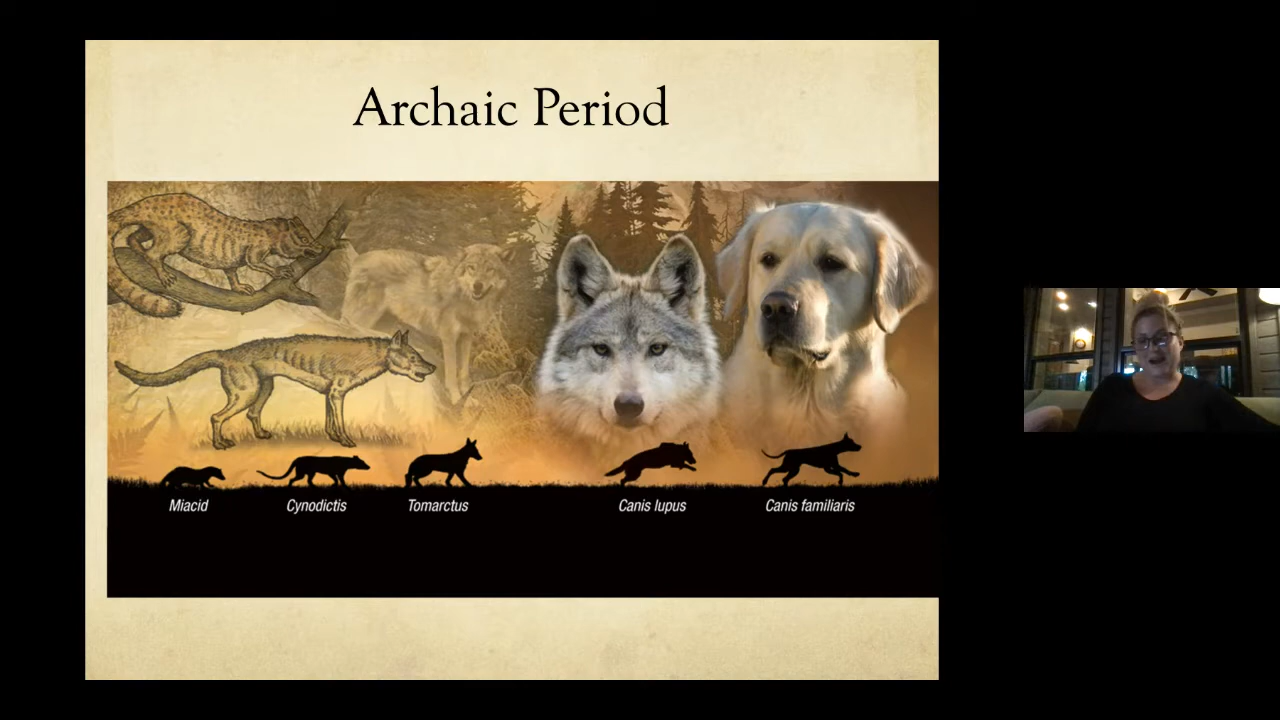 Archaic Period
Miacid
Cynodictis
Tomarctus
Canis lupus
Canis familiaris